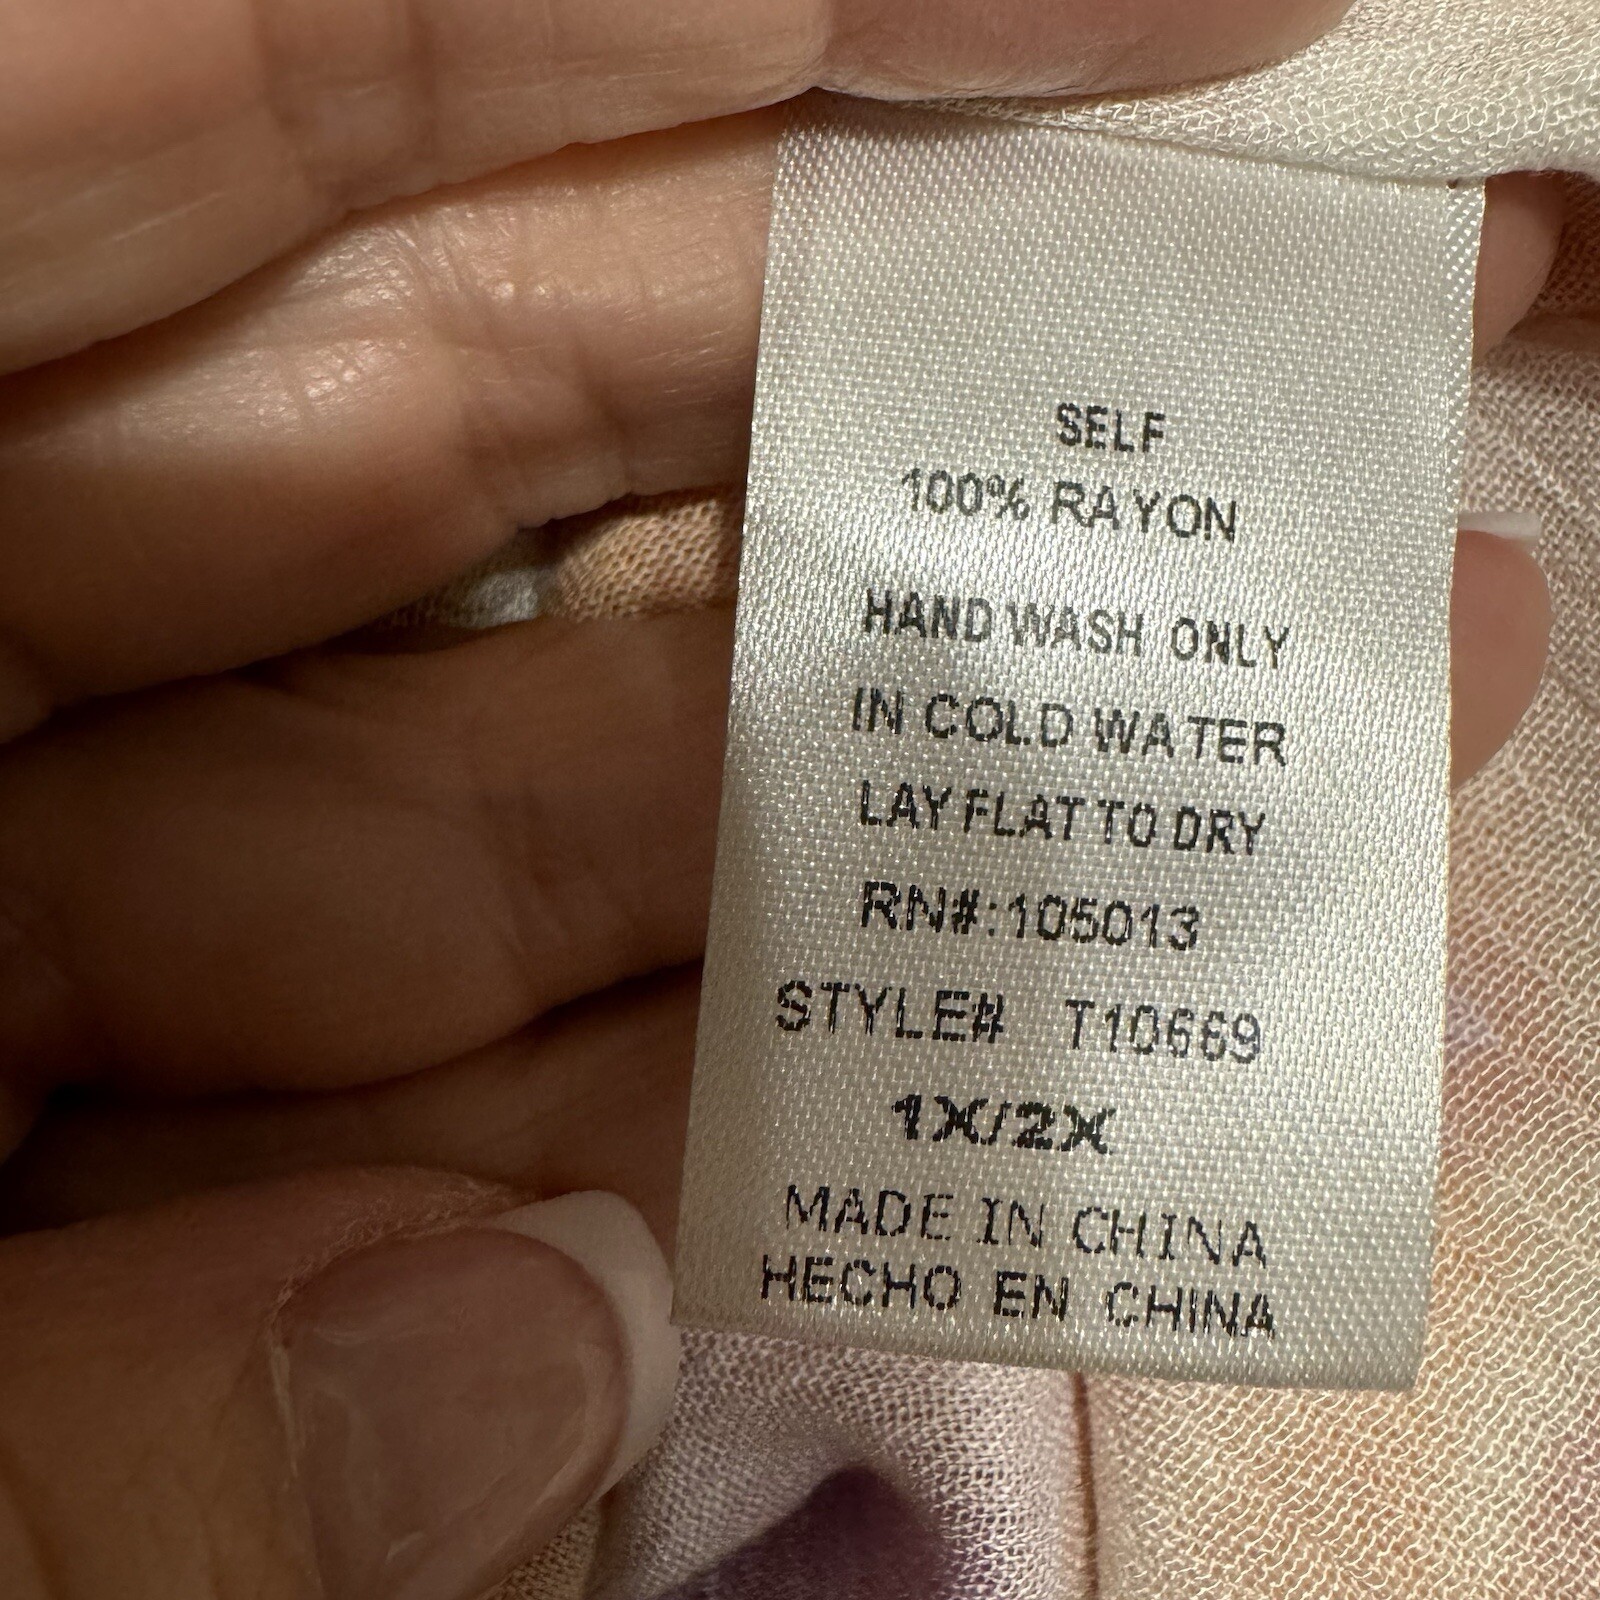 SELF
100% RAYON
HAND WASH ONLY
IN COLD WATER
LAY FLAT TO DRY
RN#:105013
STYLE# T10669
1X/2X
MADE IN CHINA
HECHO EN CHINA